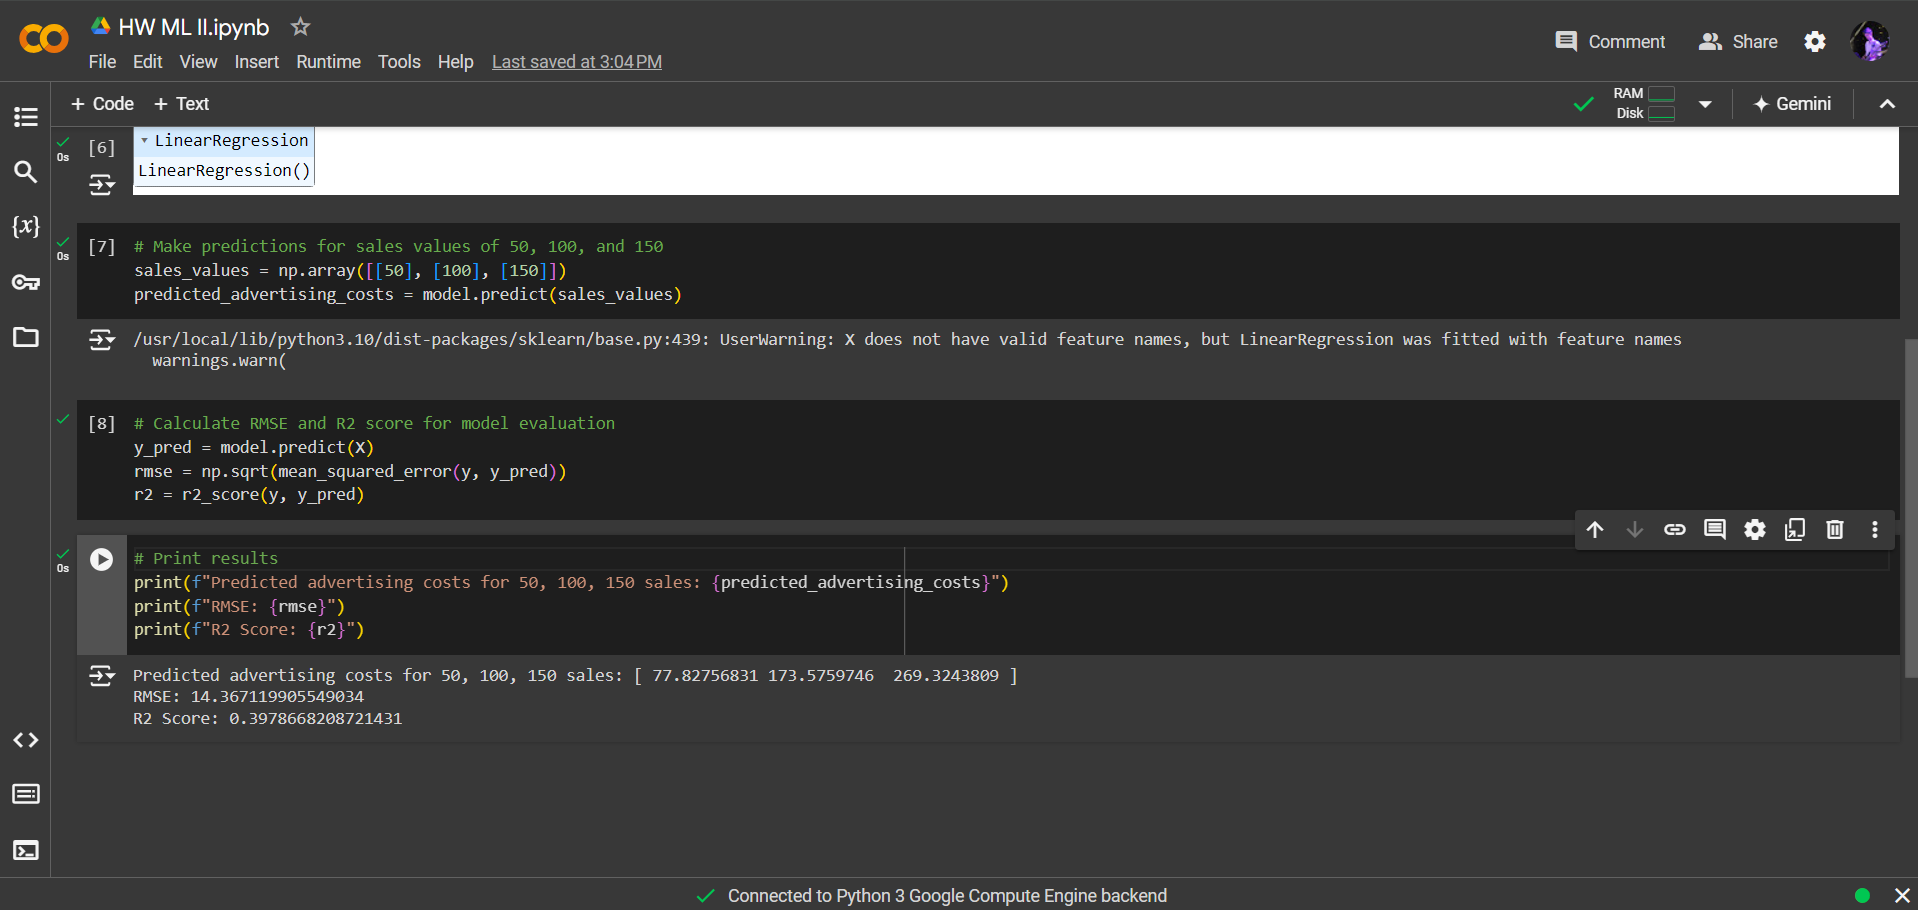 HW ML II.ipynb
File Edit View Insert Runtime Tools Help Last saved at 3:04 PM
Comment Share
+ Code + Text
RAM
Disk
Gemini
0s
[6]
LinearRegression
LinearRegression()
0s
[7]
# Make predictions for sales values of 50, 100, and 150
sales_values = np.array([[50], [100], [150]])
predicted_advertising_costs = model.predict(sales_values)
/usr/local/lib/python3.10/dist-packages/sklearn/base.py:439: UserWarning: X does not have valid feature names, but LinearRegression was fitted with feature names
warnings.warn(
[8]
# Calculate RMSE and R2 score for model evaluation
y_pred = model.predict(X)
rmse = np.sqrt(mean_squared_error(y, y_pred))
r2 = r2_score(y, y_pred)
0s
# Print results
print(f"Predicted advertising costs for 50, 100, 150 sales: {predicted_advertising_costs}")
print(f"RMSE: {rmse}")
print(f"R2 Score: {r2}")
Predicted advertising costs for 50, 100, 150 sales: [ 77.82756831 173.5759746  269.3243809 ]
RMSE: 14.367119905549034
R2 Score: 0.3978668208721431
{x}
Connected to Python 3 Google Compute Engine backend